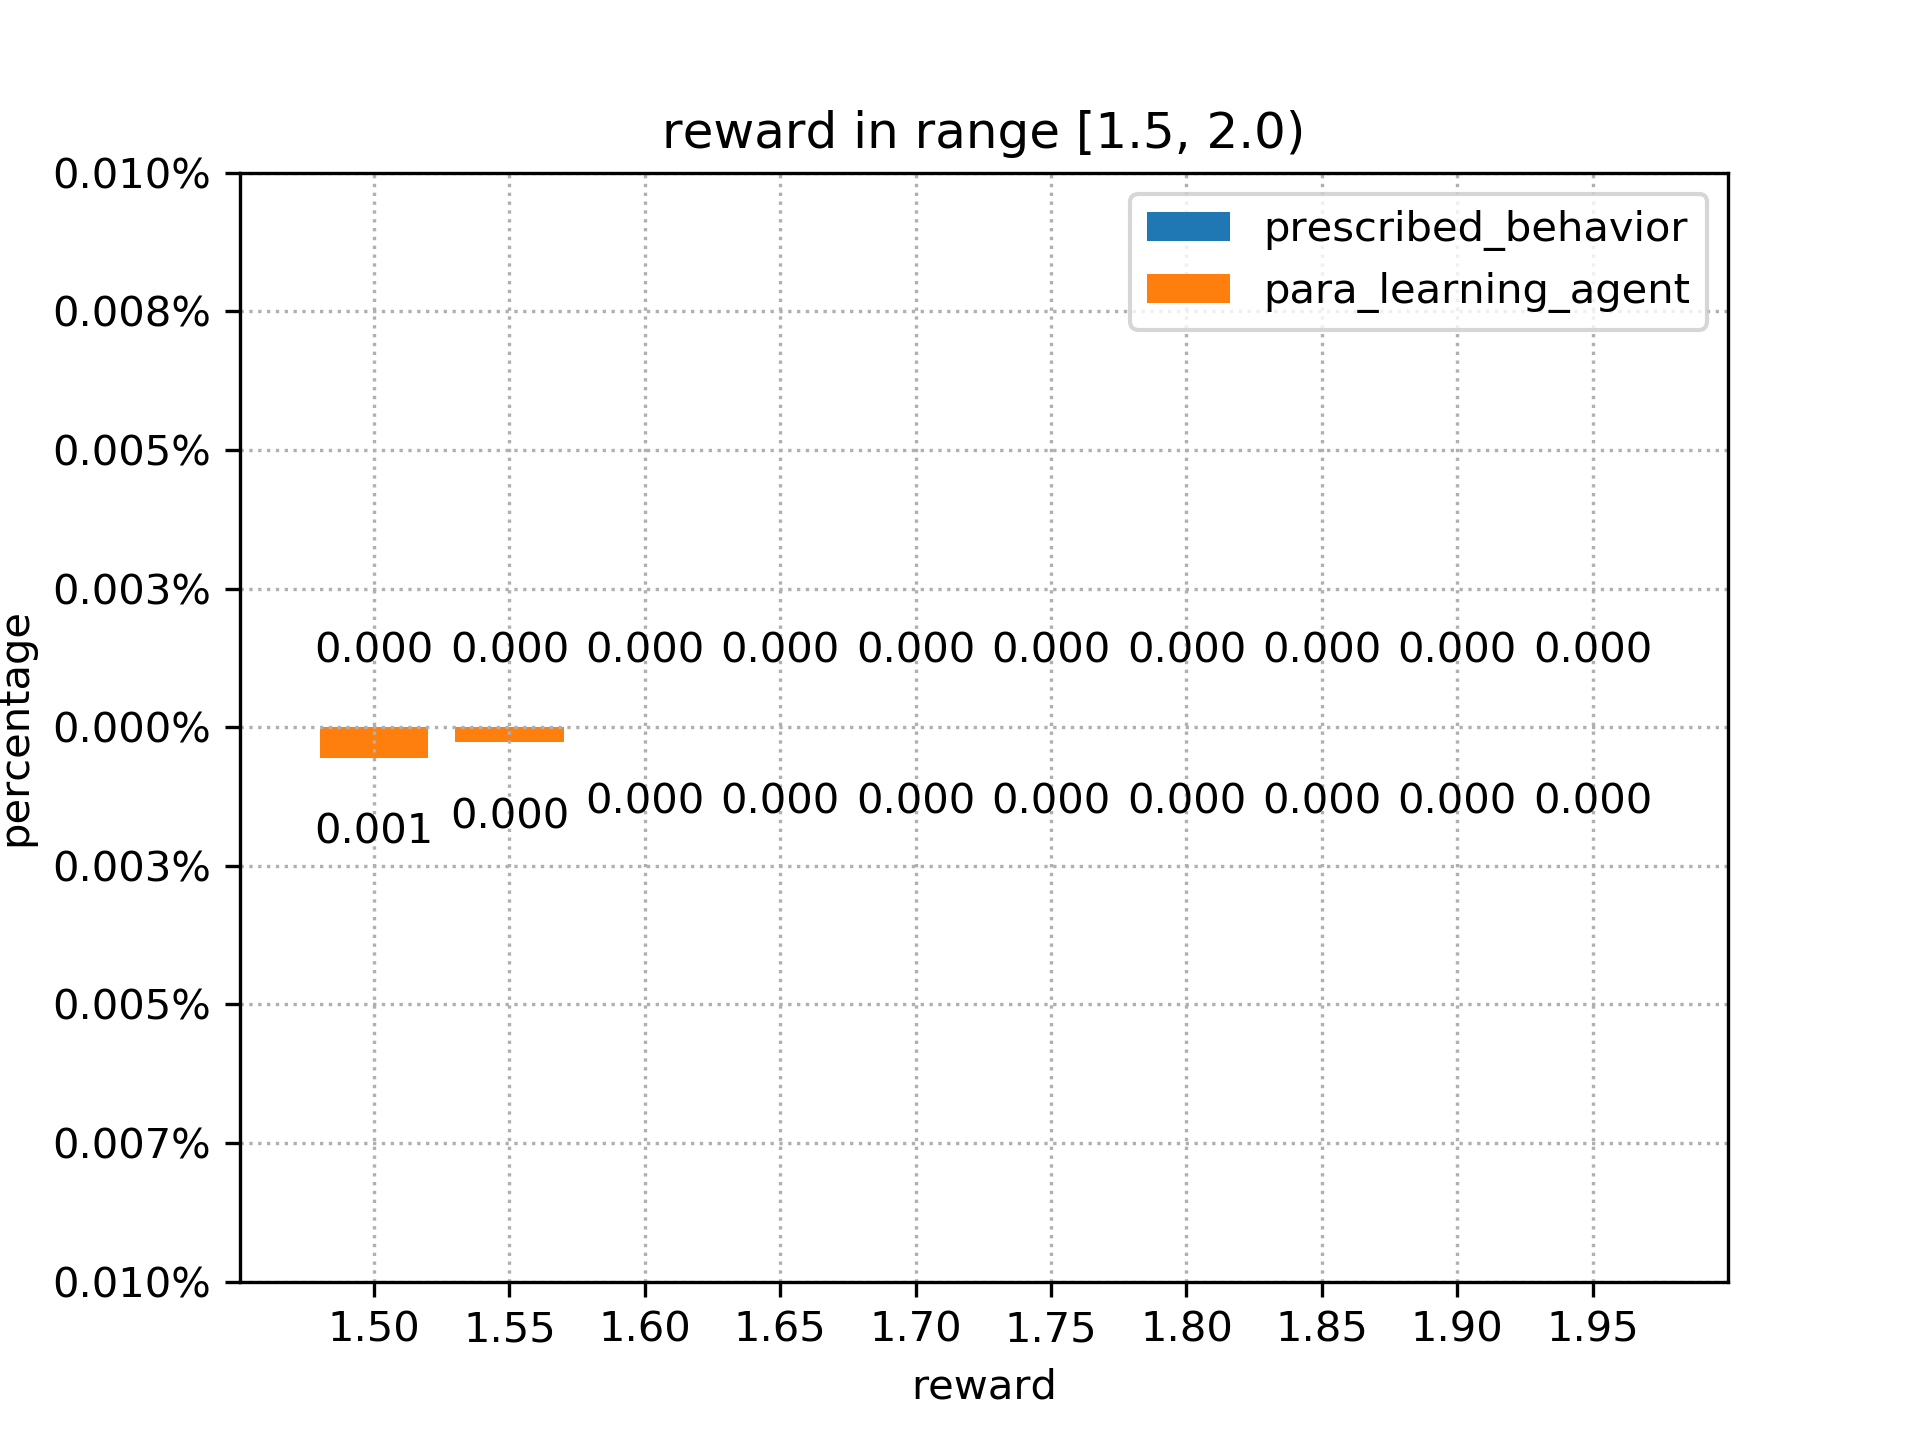 reward in range [1.5, 2.0)
prescribed_behavior
para_learning_agent
0.010%
0.008%
0.005%
0.003%
0.000%
0.003%
0.005%
0.007%
0.010%
percentage
0.000 0.000 0.000 0.000 0.000 0.000 0.000 0.000 0.000 0.000
0.001 0.000 0.000 0.000 0.000 0.000 0.000 0.000 0.000 0.000
1.50 1.55 1.60 1.65 1.70 1.75 1.80 1.85 1.90 1.95
reward